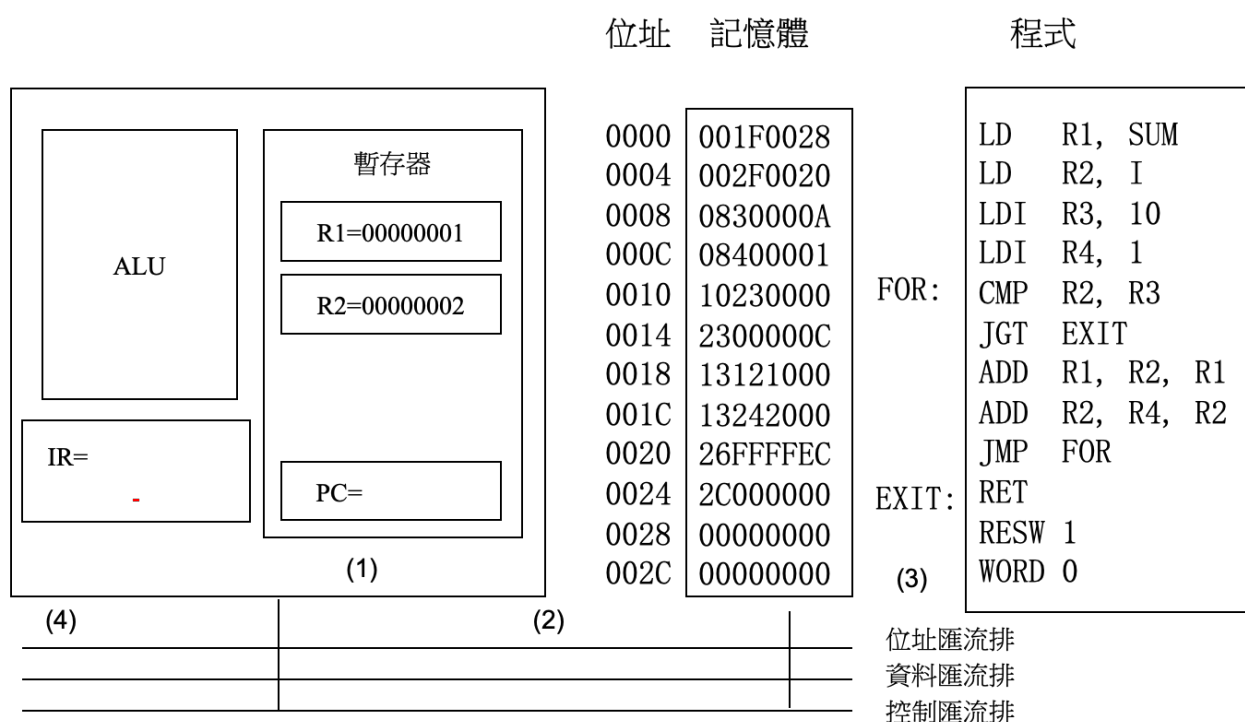 位址 記憶體 程式
ALU
暫存器
R1=00000001
R2=00000002
IR=
PC=
(1)
0000 001F0028 LD R1, SUM
0004 002F0020 LD R2, I
0008 0830000A LDI R3, 10
000C 08400001 LDI R4, 1
0010 10230000 FOR: CMP R2, R3
0014 2300000C JGT EXIT
0018 13121000 ADD R1, R2, R1
001C 13242000 ADD R2, R4, R2
0020 26FFFFEC JMP FOR
0024 2C000000 EXIT: RET
0028 00000000 RESW 1
002C 00000000 (3) WORD 0
(4) (2)
位址匯流排
資料匯流排
控制匯流排